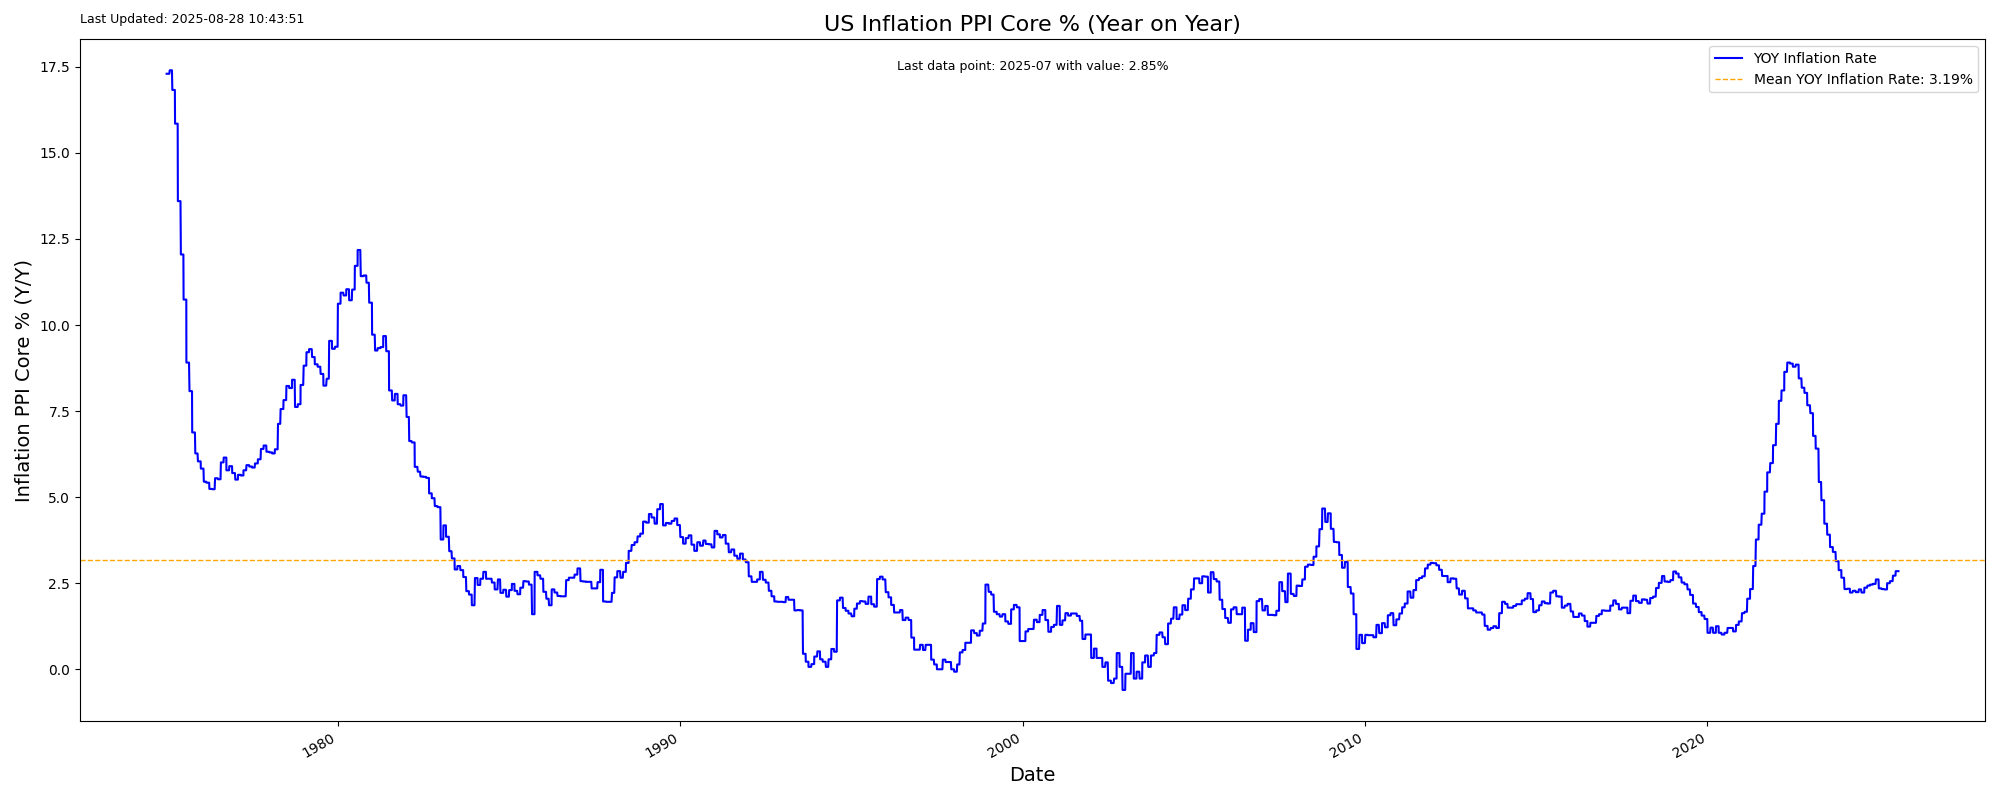 Last Updated: 2025-08-28 10:43:51
US Inflation PPI Core % (Year on Year)
Last data point: 2025-07 with value: 2.85%
YOY Inflation Rate
Mean YOY Inflation Rate: 3.19%
Inflation PPI Core % (Y/Y)
17.5
15.0
12.5
10.0
7.5
5.0
2.5
0.0
1980
1990
2000
2010
2020
Date